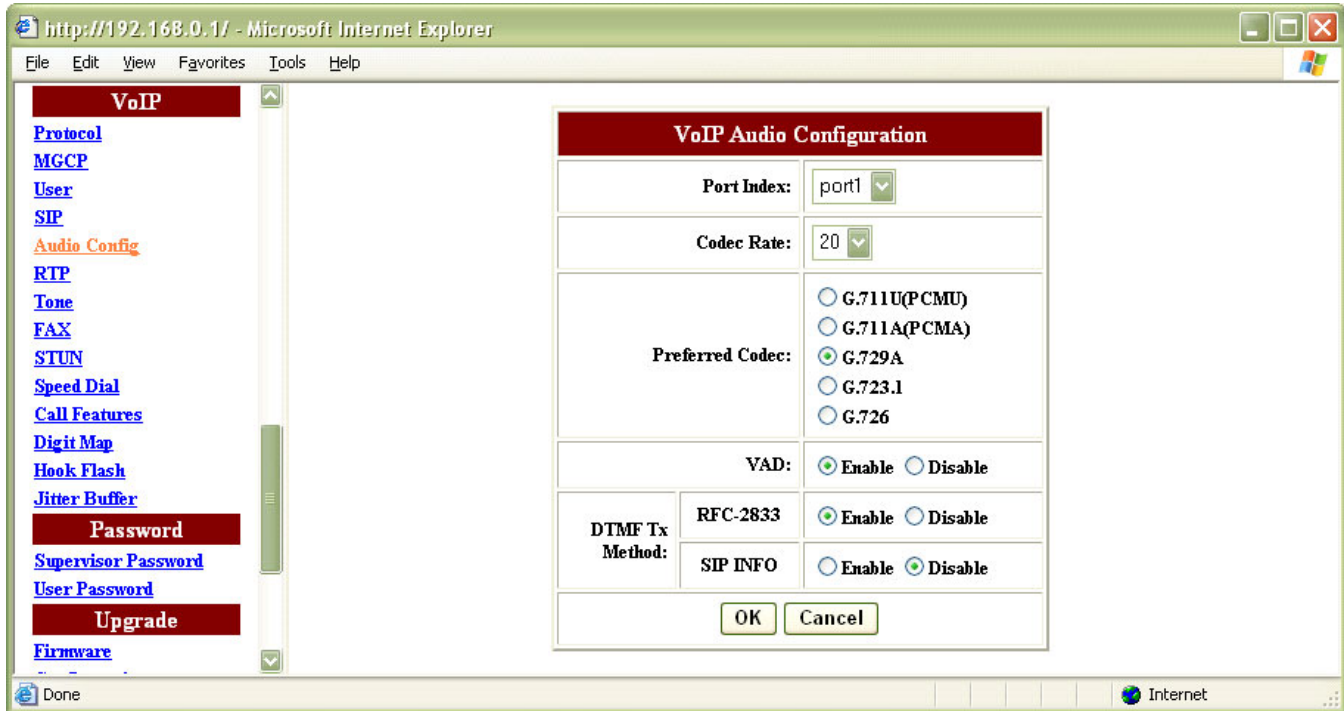 http://192.168.0.1/ - Microsoft Internet Explorer
File Edit View Favorites Tools Help
VoIP
Protocol
MGCP
User
SIP
Audio Config
RTP
Tone
FAX
STUN
Speed Dial
Call Features
Digit Map
Hook Flash
Jitter Buffer
Password
Supervisor Password
User Password
Upgrade
Firmware
VoIP Audio Configuration
Port Index: port1
Codec Rate: 20
Preferred Codec:
G.711U(PCMU)
G.711A(PCMA)
G.729A
G.723.1
G.726
VAD: Enable Disable
DTMF Tx Method:
RFC-2833 Enable Disable
SIP INFO Enable Disable
OK Cancel
Done Internet